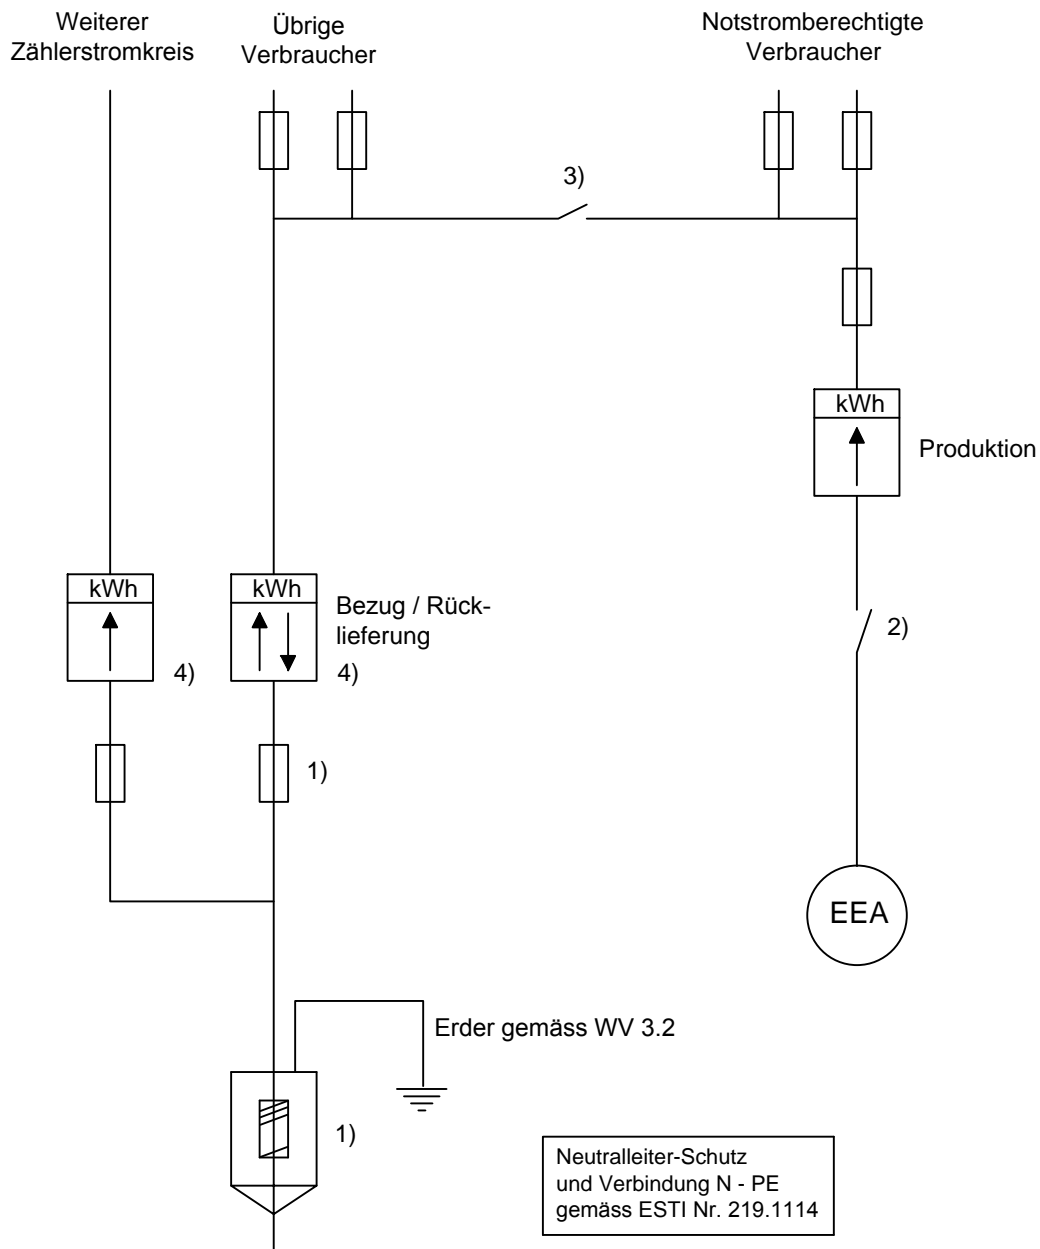 Weiterer
Zählerstromkreis
Übrige
Verbraucher
Notstromberechtigte
Verbraucher
3)
kWh
Produktion
kWh
kWh
Bezug / Rück-
lieferung
4)
4)
2)
1)
EEA
Erder gemäss WV 3.2
1)
Neutralleiter-Schutz
und Verbindung N - PE
gemäss ESTI Nr. 219.1114